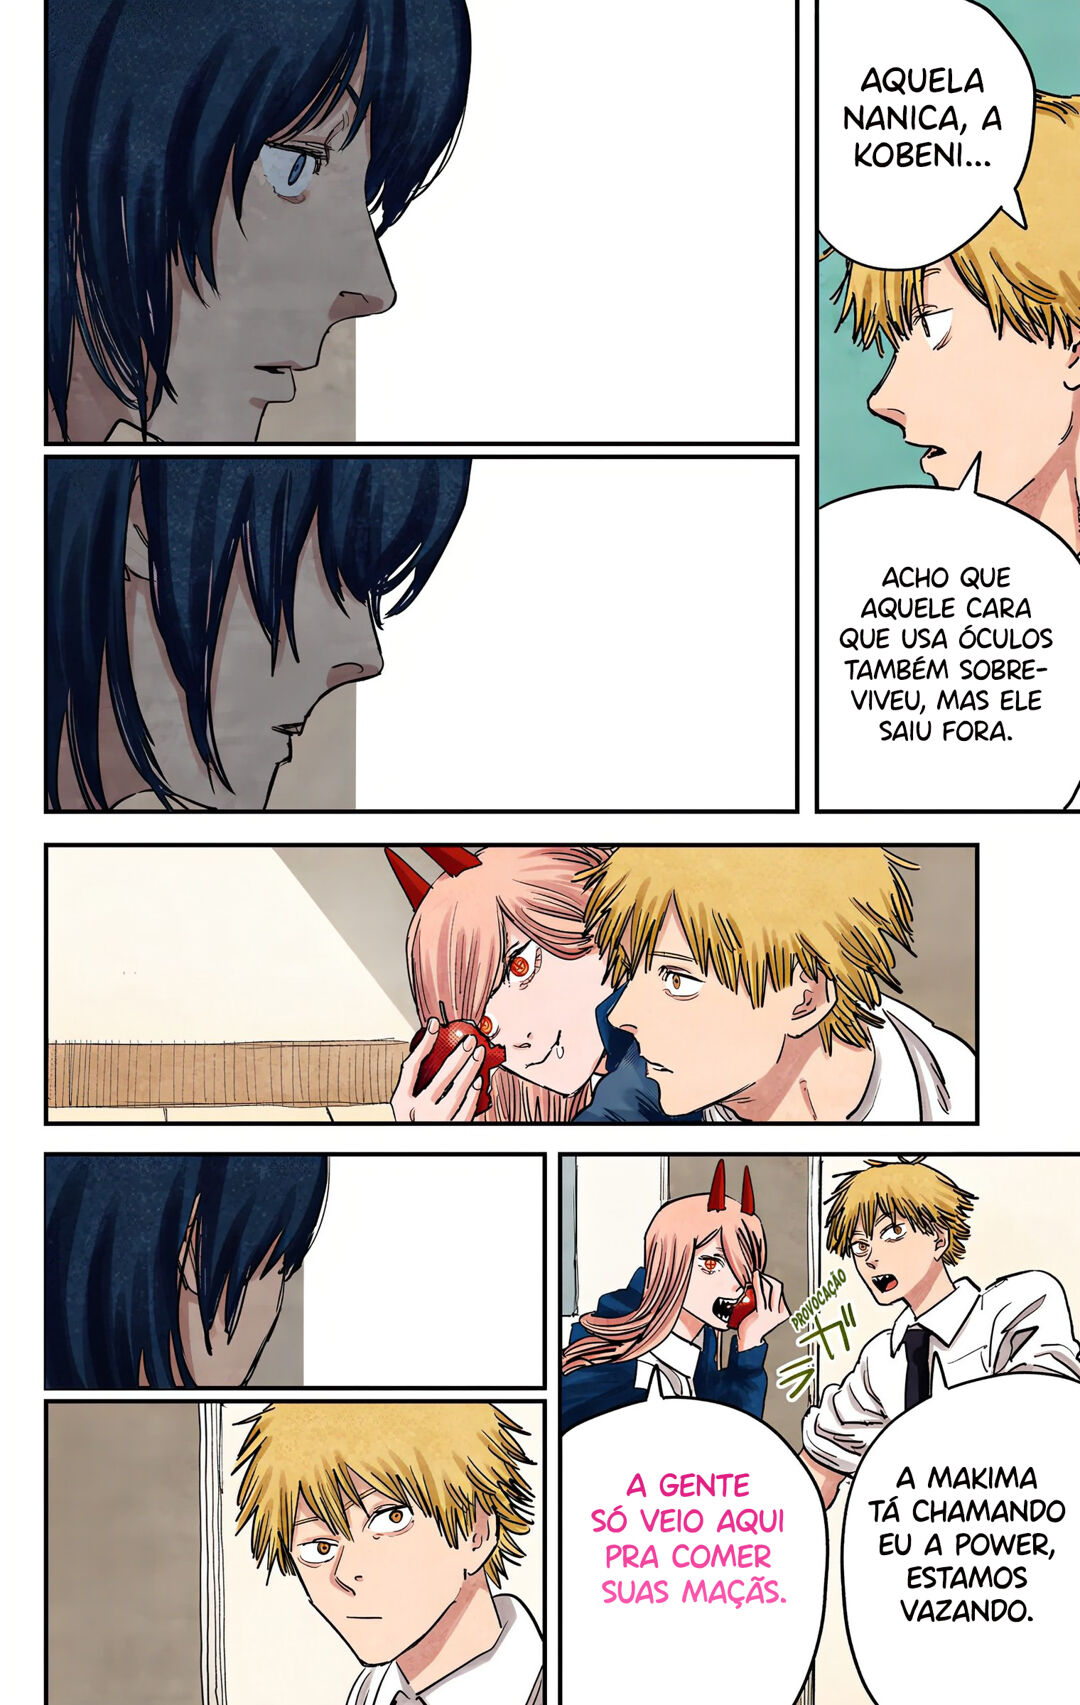 AQUELA
NANICA, A
KOBENI...
ACHO QUE
AQUELE CARA
QUE USA ÓCULOS
TAMBÉM SOBRE-
VIVEU, MAS ELE
SAIU FORA.
PROVOCAÇÃO
A MAKIMA
TÁ CHAMANDO
EU A POWER,
ESTAMOS
VAZANDO.
A GENTE
SÓ VEIO AQUI
PRA COMER
SUAS MAÇÃS.